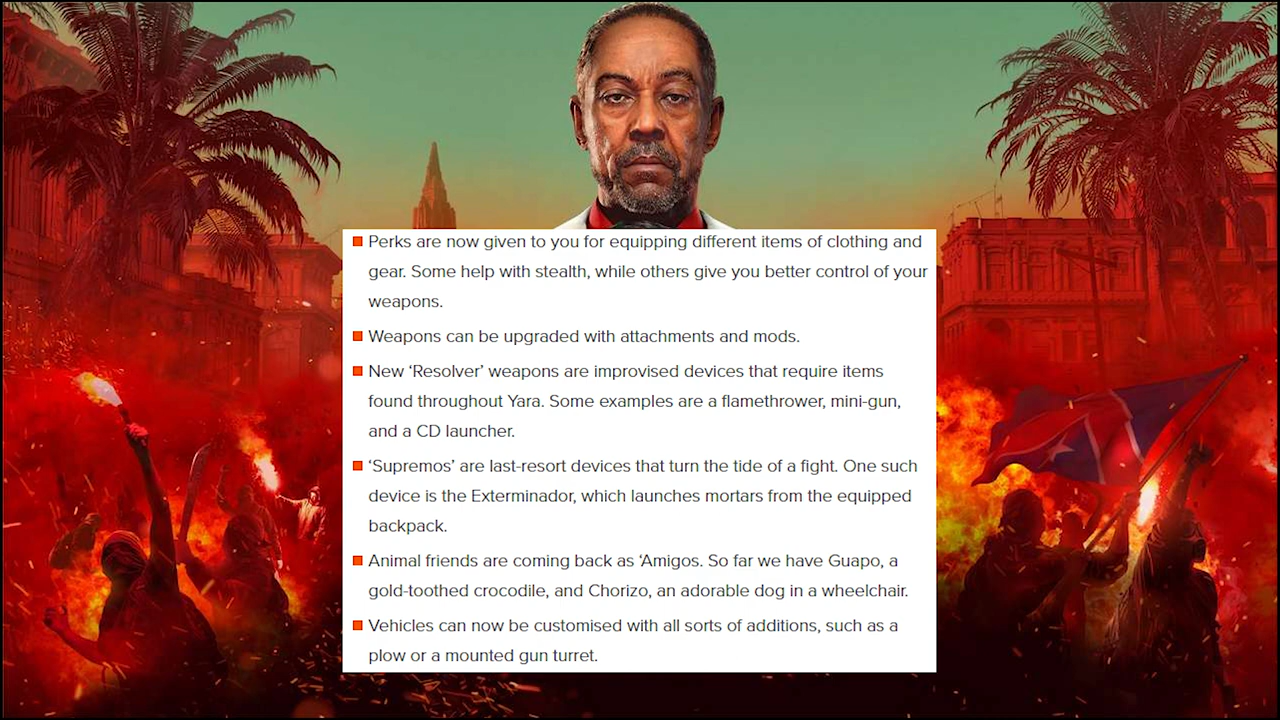 Perks are now given to you for equipping different items of clothing and
gear. Some help with stealth, while others give you better control of your
weapons.
Weapons can be upgraded with attachments and mods.
New ‘Resolver’ weapons are improvised devices that require items
found throughout Yara. Some examples are a flamethrower, mini-gun,
and a CD launcher.
‘Supremos’ are last-resort devices that turn the tide of a fight. One such
device is the Exterminador, which launches mortars from the equipped
backpack.
Animal friends are coming back as ‘Amigos. So far we have Guapo, a
gold-toothed crocodile, and Chorizo, an adorable dog in a wheelchair.
Vehicles can now be customised with all sorts of additions, such as a
plow or a mounted gun turret.